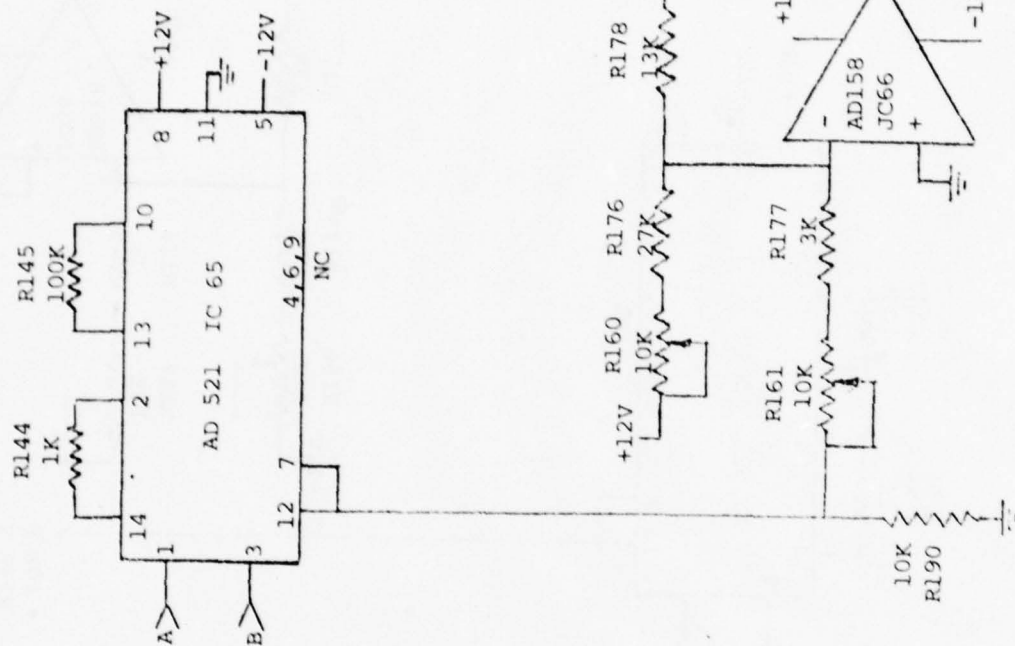 R145
100K
R144
1K
14
2
13
10
+12V
8
11
-12V
5
A
1
B
3
AD 521 IC 65
12
7
4,6,9
NC
R178
13K
R176
27K
R160
10K
+12V
R161
10K
R177
3K
+1
-
AD158
JC66
+
-1
10K
R190